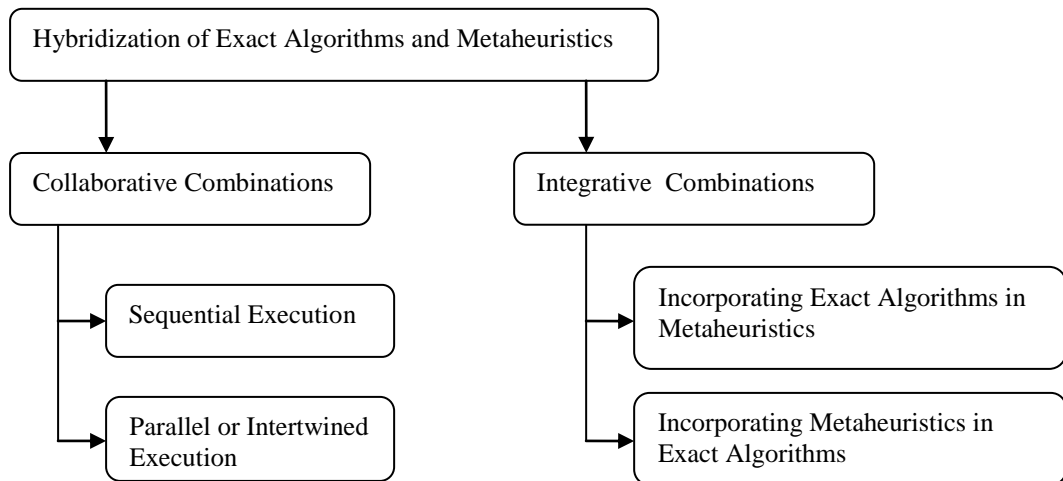 Hybridization of Exact Algorithms and Metaheuristics
Collaborative Combinations
Integrative Combinations
Sequential Execution
Parallel or Intertwined
Execution
Incorporating Exact Algorithms in
Metaheuristics
Incorporating Metaheuristics in
Exact Algorithms